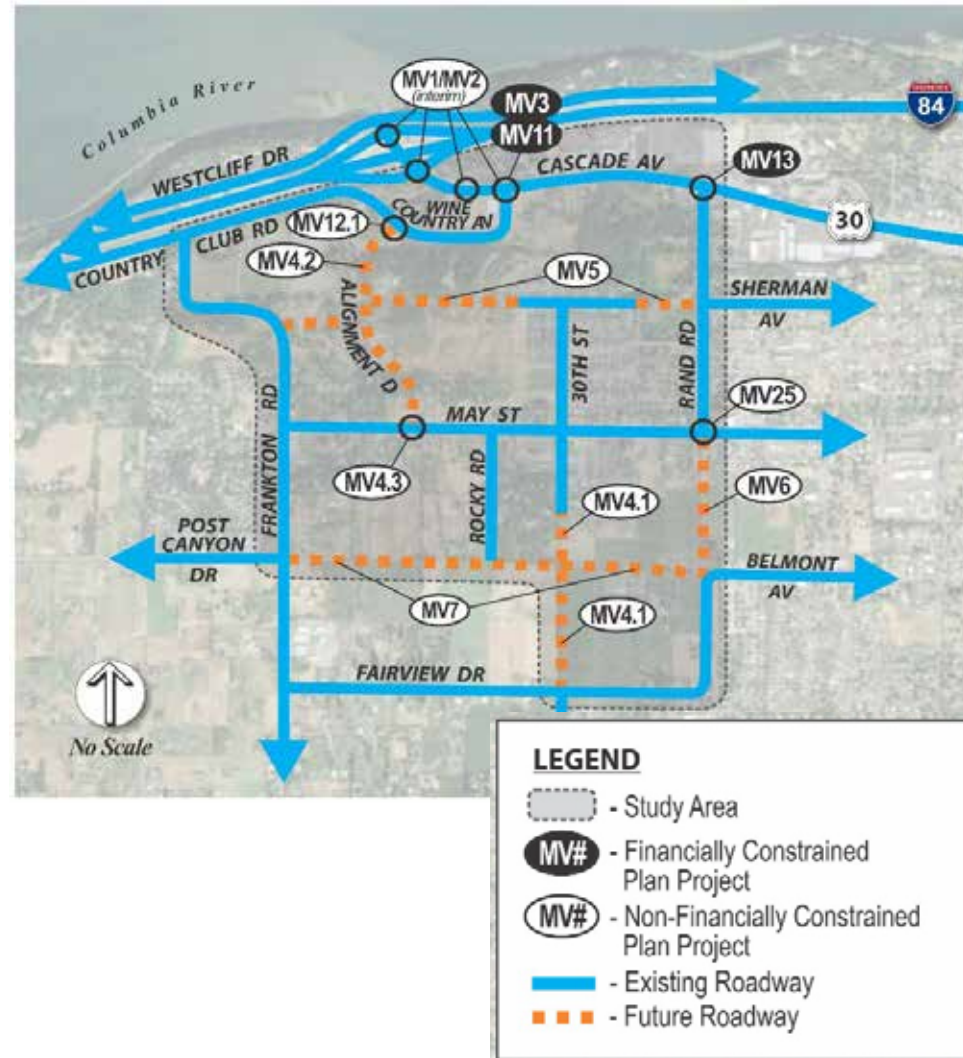 Columbia River
MV1/MV2
(interim)
MV3
MV11
INTERSTATE
84
WESTCLIFF DR
CASCADE AV
MV13
WINE
COUNTRY AV
MV12.1
30
COUNTRY CLUB RD
MV4.2
MV5
SHERMAN
AV
ALIGNMENT D
30TH ST
RAND RD
FRANKTON RD
MAY ST
MV25
MV4.3
ROCKY RD
MV4.1
MV6
POST
CANYON
DR
BELMONT
AV
MV7
MV4.1
FAIRVIEW DR
No Scale
LEGEND
- Study Area
MV# - Financially Constrained
Plan Project
MV# - Non-Financially Constrained
Plan Project
- Existing Roadway
- Future Roadway